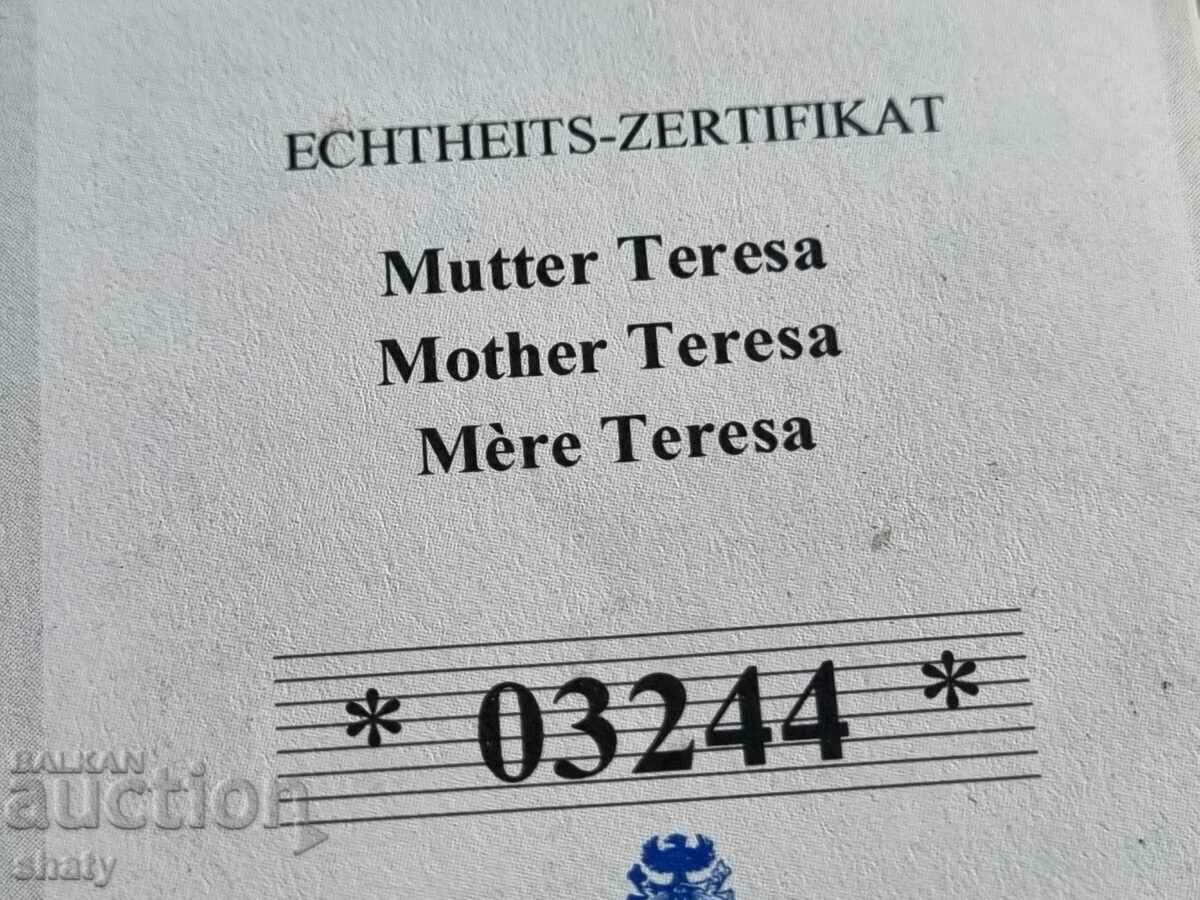 ECHTHEITS-ZERTIFIKAT
Mutter Teresa
Mother Teresa
Mère Teresa
* 03244 *
BALKAN
auction
shaty